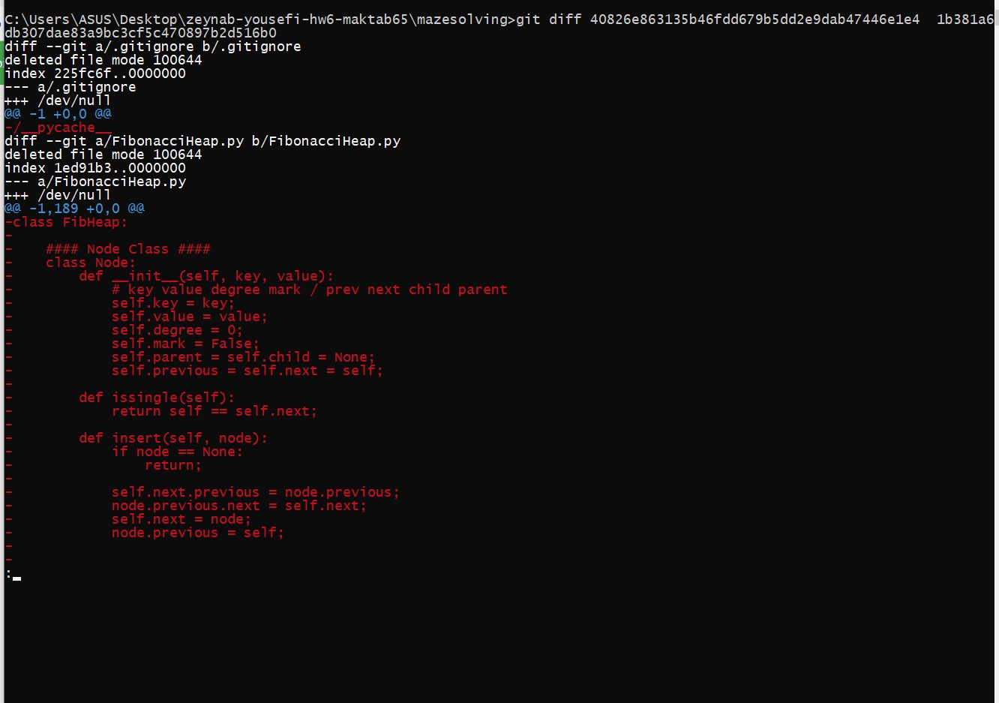 C:\Users\ASUS\Desktop\zeynab-yousefi-hw6-maktab65\mazesolving>git diff 40826e863135b46fdd679b5dd2e9dab47446e1e4  1b381a6
db307dae83a9bc3cf5c470897b2d516b0
diff --git a/.gitignore b/.gitignore
deleted file mode 100644
index 225fc6f..0000000
--- a/.gitignore
+++ /dev/null
@@ -1 +0,0 @@
-/__pycache__
diff --git a/FibonacciHeap.py b/FibonacciHeap.py
deleted file mode 100644
index 1ed91b3..0000000
--- a/FibonacciHeap.py
+++ /dev/null
@@ -1,189 +0,0 @@
-class FibHeap:
-
-    #### Node Class ####
-    class Node:
-        def __init__(self, key, value):
-            # key value degree mark / prev next child parent
-            self.key = key;
-            self.value = value;
-            self.degree = 0;
-            self.mark = False;
-            self.parent = self.child = None;
-            self.previous = self.next = self;
-
-        def issingle(self):
-            return self == self.next;
-
-        def insert(self, node):
-            if node == None:
-                return;
-
-            self.next.previous = node.previous;
-            node.previous.next = self.next;
-            self.next = node;
-            node.previous = self;
-
-
: